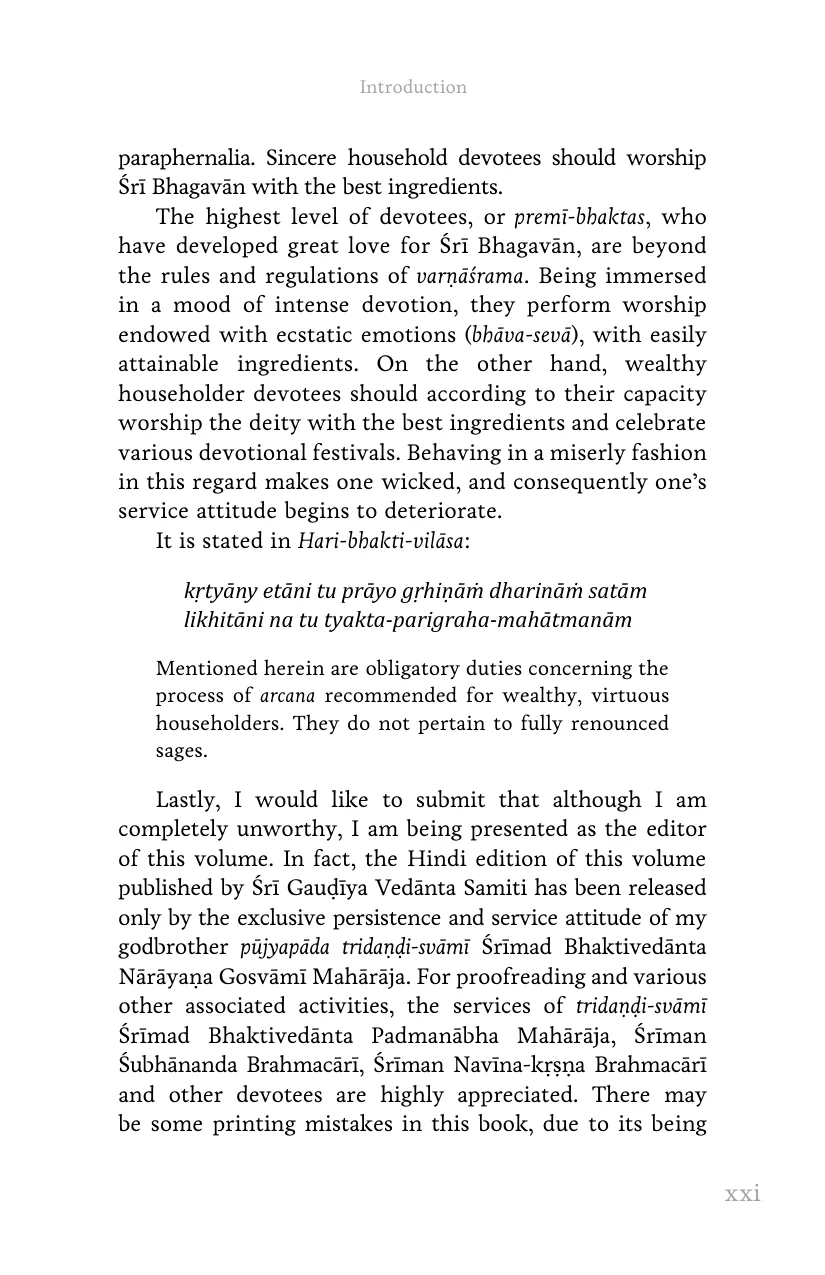 Introduction
paraphernalia. Sincere household devotees should worship
Śrī Bhagavān with the best ingredients.
The highest level of devotees, or premī-bhaktas, who
have developed great love for Śrī Bhagavān, are beyond
the rules and regulations of varṇāśrama. Being immersed
in a mood of intense devotion, they perform worship
endowed with ecstatic emotions (bhāva-sevā), with easily
attainable ingredients. On the other hand, wealthy
householder devotees should according to their capacity
worship the deity with the best ingredients and celebrate
various devotional festivals. Behaving in a miserly fashion
in this regard makes one wicked, and consequently one’s
service attitude begins to deteriorate.
It is stated in Hari-bhakti-vilāsa:
kṛtyāny etāni tu prāyo gṛhiṇāṁ dharināṁ satām
likhitāni na tu tyakta-parigraha-mahātmanām
Mentioned herein are obligatory duties concerning the
process of arcana recommended for wealthy, virtuous
householders. They do not pertain to fully renounced
sages.
Lastly, I would like to submit that although I am
completely unworthy, I am being presented as the editor
of this volume. In fact, the Hindi edition of this volume
published by Śrī Gauḍīya Vedānta Samiti has been released
only by the exclusive persistence and service attitude of my
godbrother pūjyapāda tridaṇḍi-svāmī Śrīmad Bhaktivedānta
Nārāyaṇa Gosvāmī Mahārāja. For proofreading and various
other associated activities, the services of tridaṇḍi-svāmī
Śrīmad Bhaktivedānta Padmanābha Mahārāja, Śrīman
Śubhānanda Brahmacārī, Śrīman Navīna-kṛṣṇa Brahmacārī
and other devotees are highly appreciated. There may
be some printing mistakes in this book, due to its being
xxi